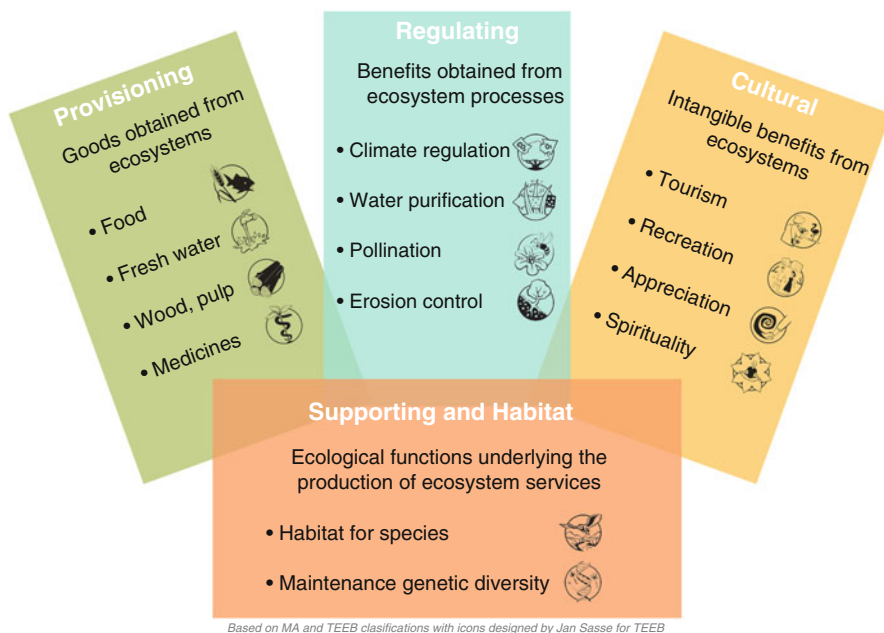 Provisioning
Goods obtained from
ecosystems
• Food
• Fresh water
• Wood, pulp
• Medicines
Regulating
Benefits obtained from
ecosystem processes
• Climate regulation
• Water purification
• Pollination
• Erosion control
Cultural
Intangible benefits from
ecosystems
• Tourism
• Recreation
• Appreciation
• Spirituality
Supporting and Habitat
Ecological functions underlying the
production of ecosystem services
• Habitat for species
• Maintenance genetic diversity
Based on MA and TEEB clasifications with icons designed by Jan Sasse for TEEB